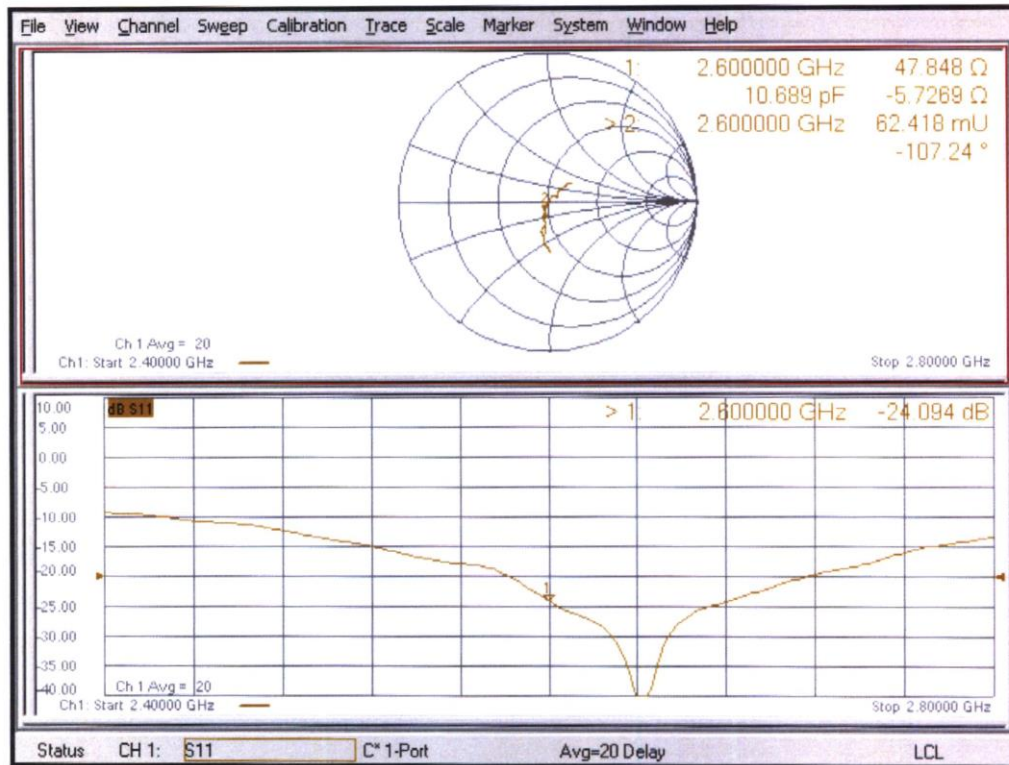 File View Channel Sweep Calibration Trace Scale Marker System Window Help
1: 2.600000 GHz 47.848 Ω
10.689 pF -5.7269 Ω
> 2: 2.600000 GHz 62.418 mU
-107.24 °
2
Ch 1 Avg = 20
Ch1: Start 2.40000 GHz Stop 2.80000 GHz
10.00 dB S11 > 1: 2.600000 GHz -24.094 dB
5.00
0.00
-5.00
-10.00
-15.00
-20.00
1
-25.00
-30.00
-35.00
-40.00 Ch 1 Avg = 20
Ch1: Start 2.40000 GHz Stop 2.80000 GHz
Status CH 1: S11 C* 1-Port Avg=20 Delay LCL